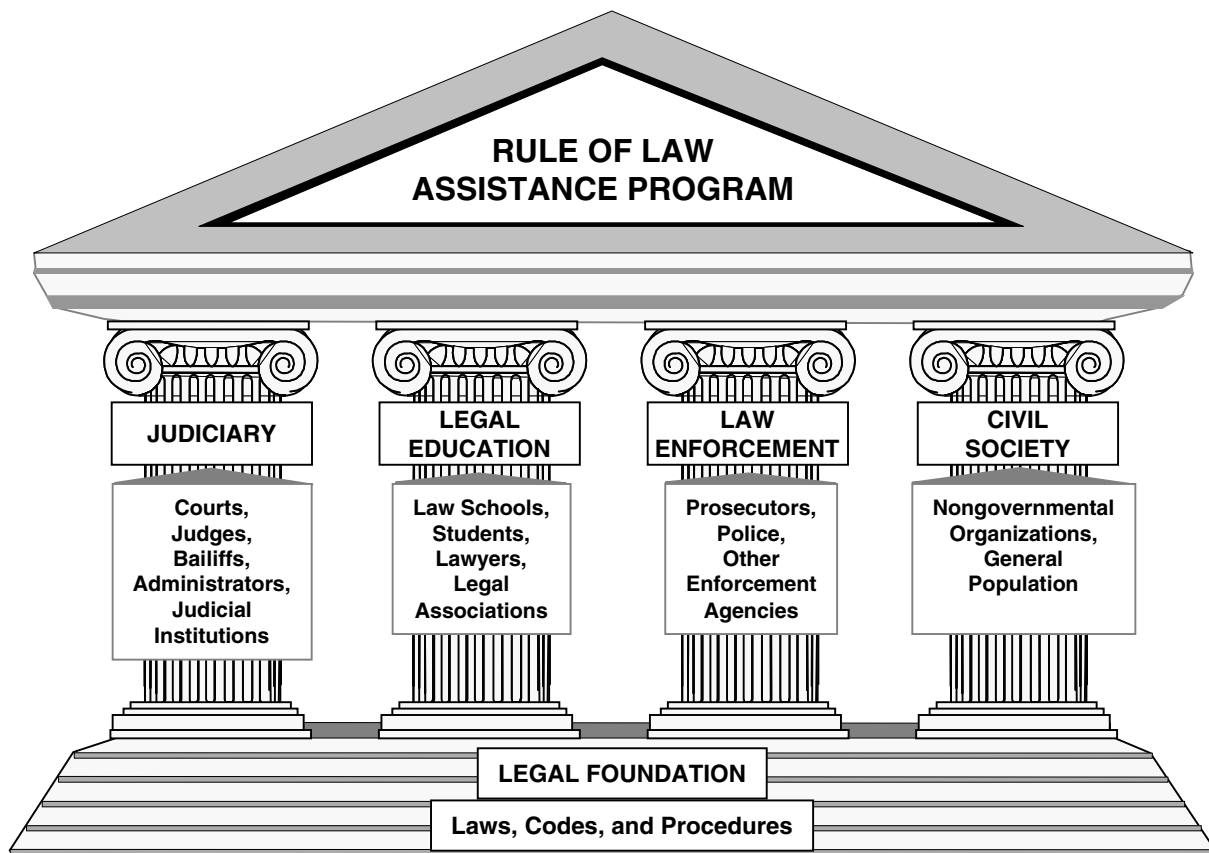 RULE OF LAW
ASSISTANCE PROGRAM
JUDICIARY
Courts,
Judges,
Bailiffs,
Administrators,
Judicial
Institutions
LEGAL
EDUCATION
Law Schools,
Students,
Lawyers,
Legal
Associations
LAW
ENFORCEMENT
Prosecutors,
Police,
Other
Enforcement
Agencies
CIVIL
SOCIETY
Nongovernmental
Organizations,
General
Population
LEGAL FOUNDATION
Laws, Codes, and Procedures